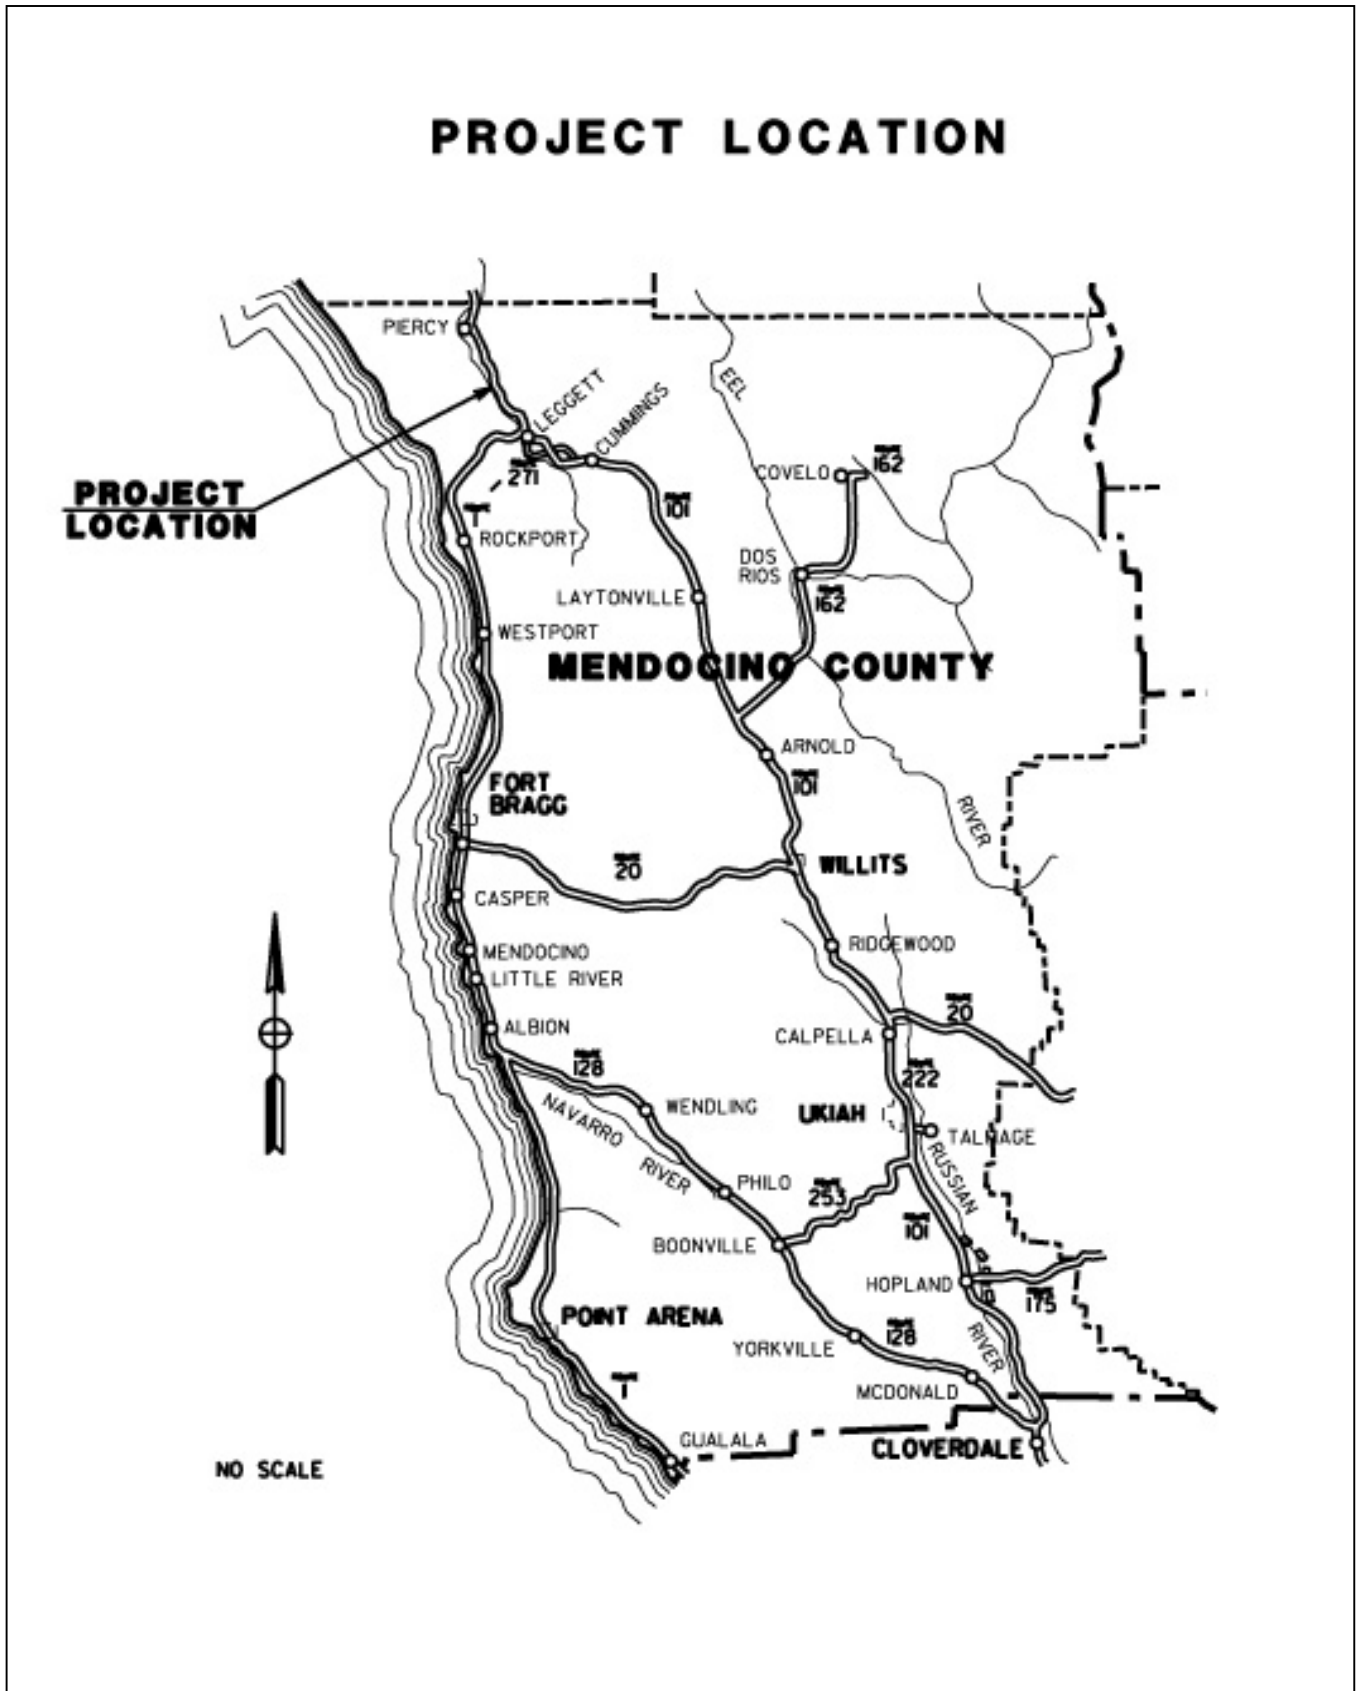 PROJECT LOCATION
PIERCY
LEGGETT
CUMMINGS
EEL
COVELO
162
271
PROJECT
LOCATION
1
101
ROCKPORT
DOS
RIOS
162
LAYTONVILLE
WESTPORT
MENDOCINO COUNTY
ARNOLD
101
FORT
BRAGG
RIVER
20
WILLITS
CASPER
RIDGEWOOD
MENDOCINO
LITTLE RIVER
20
ALBION
CALPELLA
128
222
NAVARRO
RIVER
WENDLING
UKIAH
TALMAGE
RUSSIAN
RIVER
PHILO
253
101
BOONVILLE
HOPLAND
175
POINT ARENA
128
YORKVILLE
1
MCDONALD
GUALALA
CLOVERDALE
NO SCALE